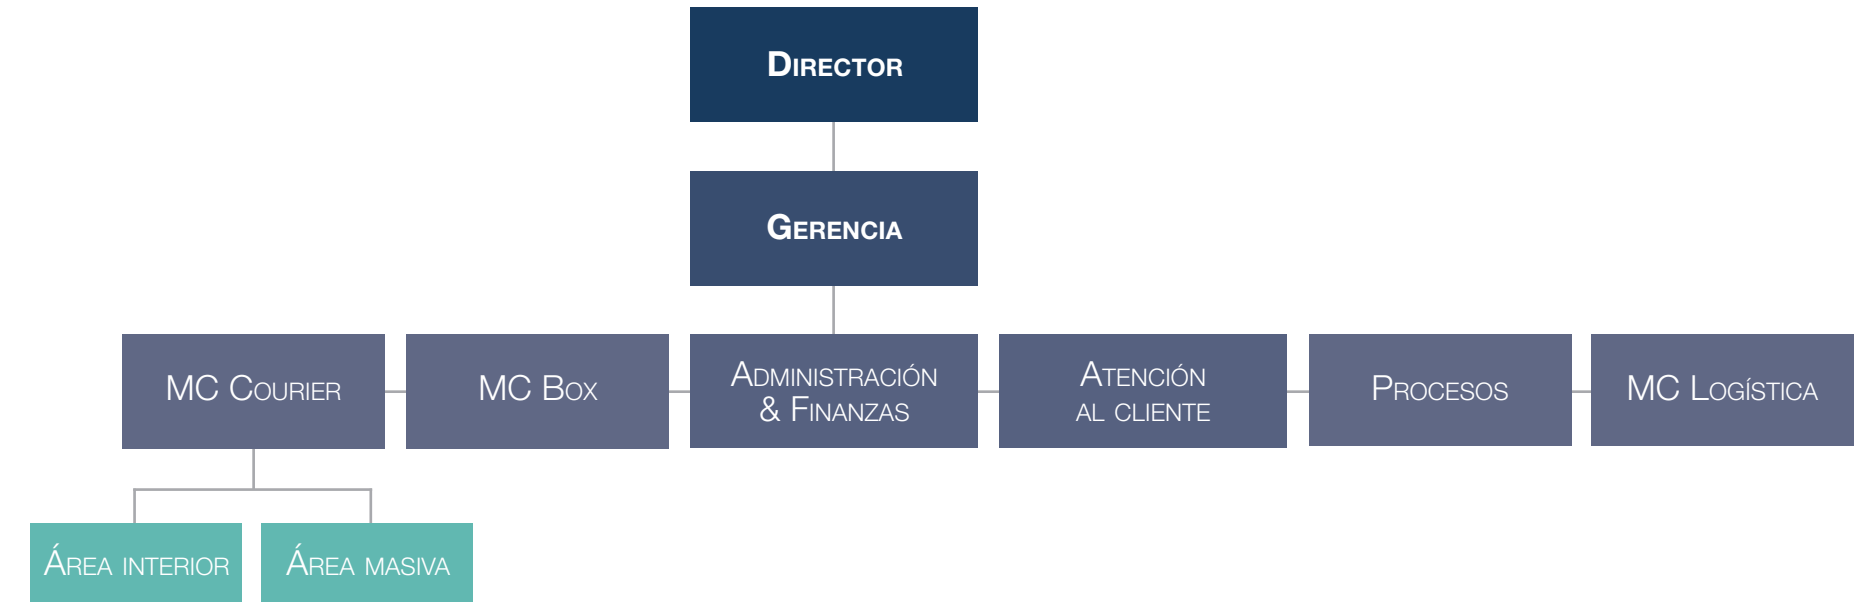 Director
Gerencia
MC Courier
MC Box
Administración
& Finanzas
Atención
al cliente
Procesos
MC Logística
Área interior
Área masiva